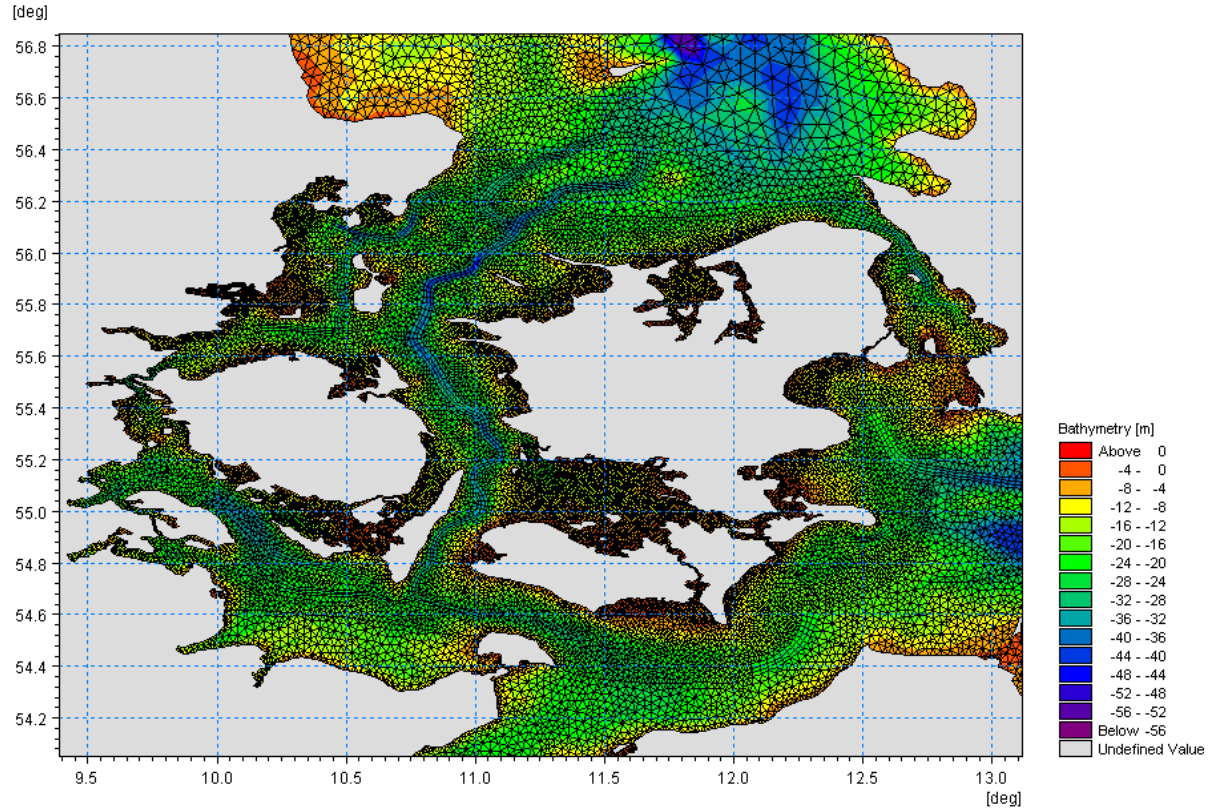 [deg]
56.8
56.6
56.4
56.2
56.0
55.8
55.6
55.4
55.2
55.0
54.8
54.6
54.4
54.2
9.5 10.0 10.5 11.0 11.5 12.0 12.5 13.0
[deg]
Bathymetry [m]
Above 0
-4 - 0
-8 - -4
-12 - -8
-16 - -12
-20 - -16
-24 - -20
-28 - -24
-32 - -28
-36 - -32
-40 - -36
-44 - -40
-48 - -44
-52 - -48
-56 - -52
Below -56
Undefined Value